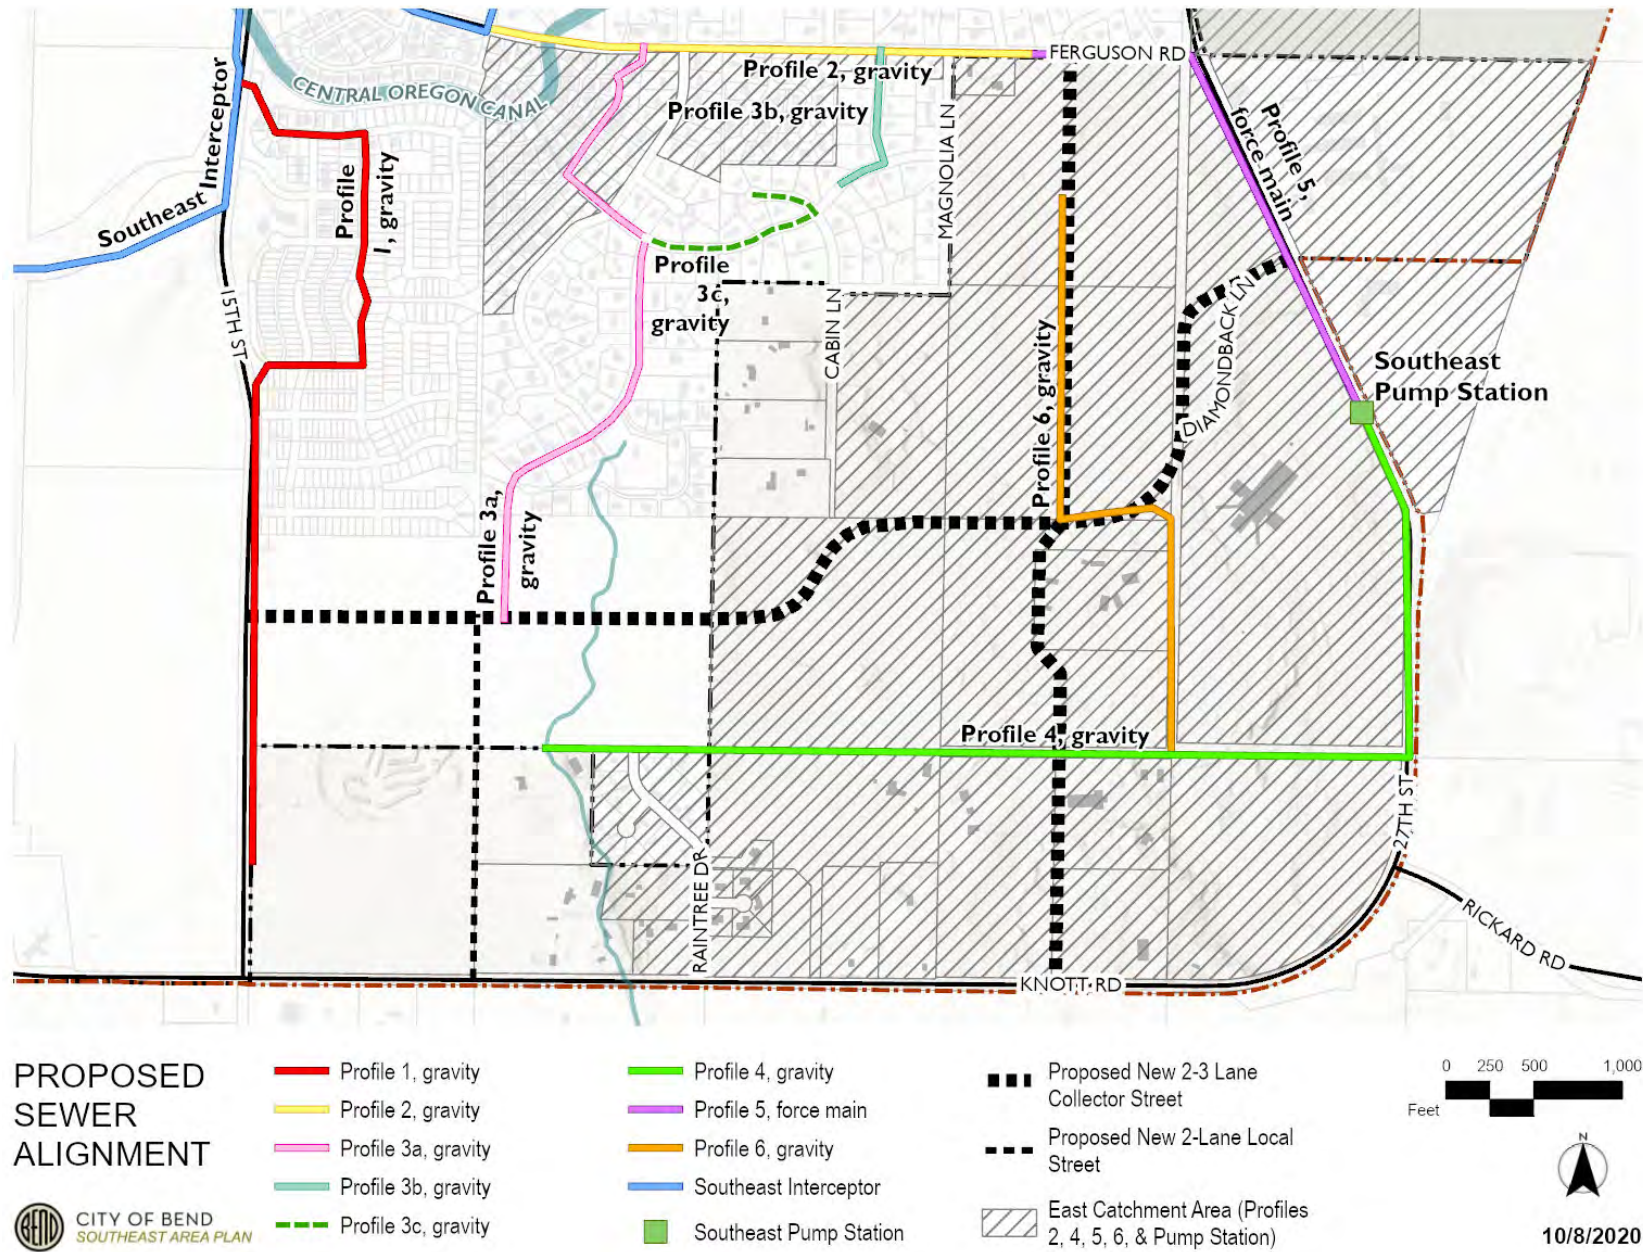 FERGUSON RD
Profile 2, gravity
CENTRAL OREGON CANAL
Profile 3b, gravity
Southeast Interceptor
Profile
1, gravity
MAGNOLIA LN
Profile 5,
force main
15TH ST
Profile
3c,
gravity
CABIN LN
Profile 6, gravity
DIAMONDBACK LN
Southeast
Pump Station
Profile 3a,
gravity
Profile 4, gravity
27TH ST
RAINTREE DR
KNOTT RD
RICKARD RD
PROPOSED
SEWER
ALIGNMENT
BEND
CITY OF BEND
SOUTHEAST AREA PLAN
Profile 1, gravity
Profile 2, gravity
Profile 3a, gravity
Profile 3b, gravity
Profile 3c, gravity
Profile 4, gravity
Profile 5, force main
Profile 6, gravity
Southeast Interceptor
Southeast Pump Station
Proposed New 2-3 Lane
Collector Street
Proposed New 2-Lane Local
Street
East Catchment Area (Profiles
2, 4, 5, 6, & Pump Station)
0 250 500 1,000
Feet
N
10/8/2020